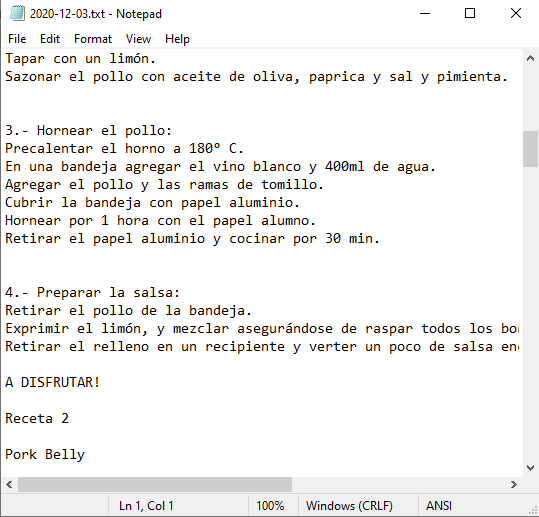 2020-12-03.txt - Notepad
File Edit Format View Help
Tapar con un limón.
Sazonar el pollo con aceite de oliva, paprica y sal y pimienta.
3.- Hornear el pollo:
Precalentar el horno a 180° C.
En una bandeja agregar el vino blanco y 400ml de agua.
Agregar el pollo y las ramas de tomillo.
Cubrir la bandeja con papel aluminio.
Hornear por 1 hora con el papel alumno.
Retirar el papel aluminio y cocinar por 30 min.
4.- Preparar la salsa:
Retirar el pollo de la bandeja.
Exprimir el limón, y mezclar asegurándose de raspar todos los
Retirar el relleno en un recipiente y verter un poco de salsa
A DISFRUTAR!
Receta 2
Pork Belly
Ln 1, Col 1 100% Windows (CRLF) ANSI